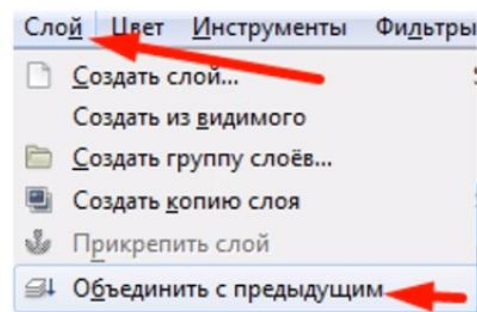 Слой Цвет Инструменты Фильтры
Создать слой...
Создать из видимого
Создать группу слоёв...
Создать копию слоя
Прикрепить слой
Объединить с предыдущим